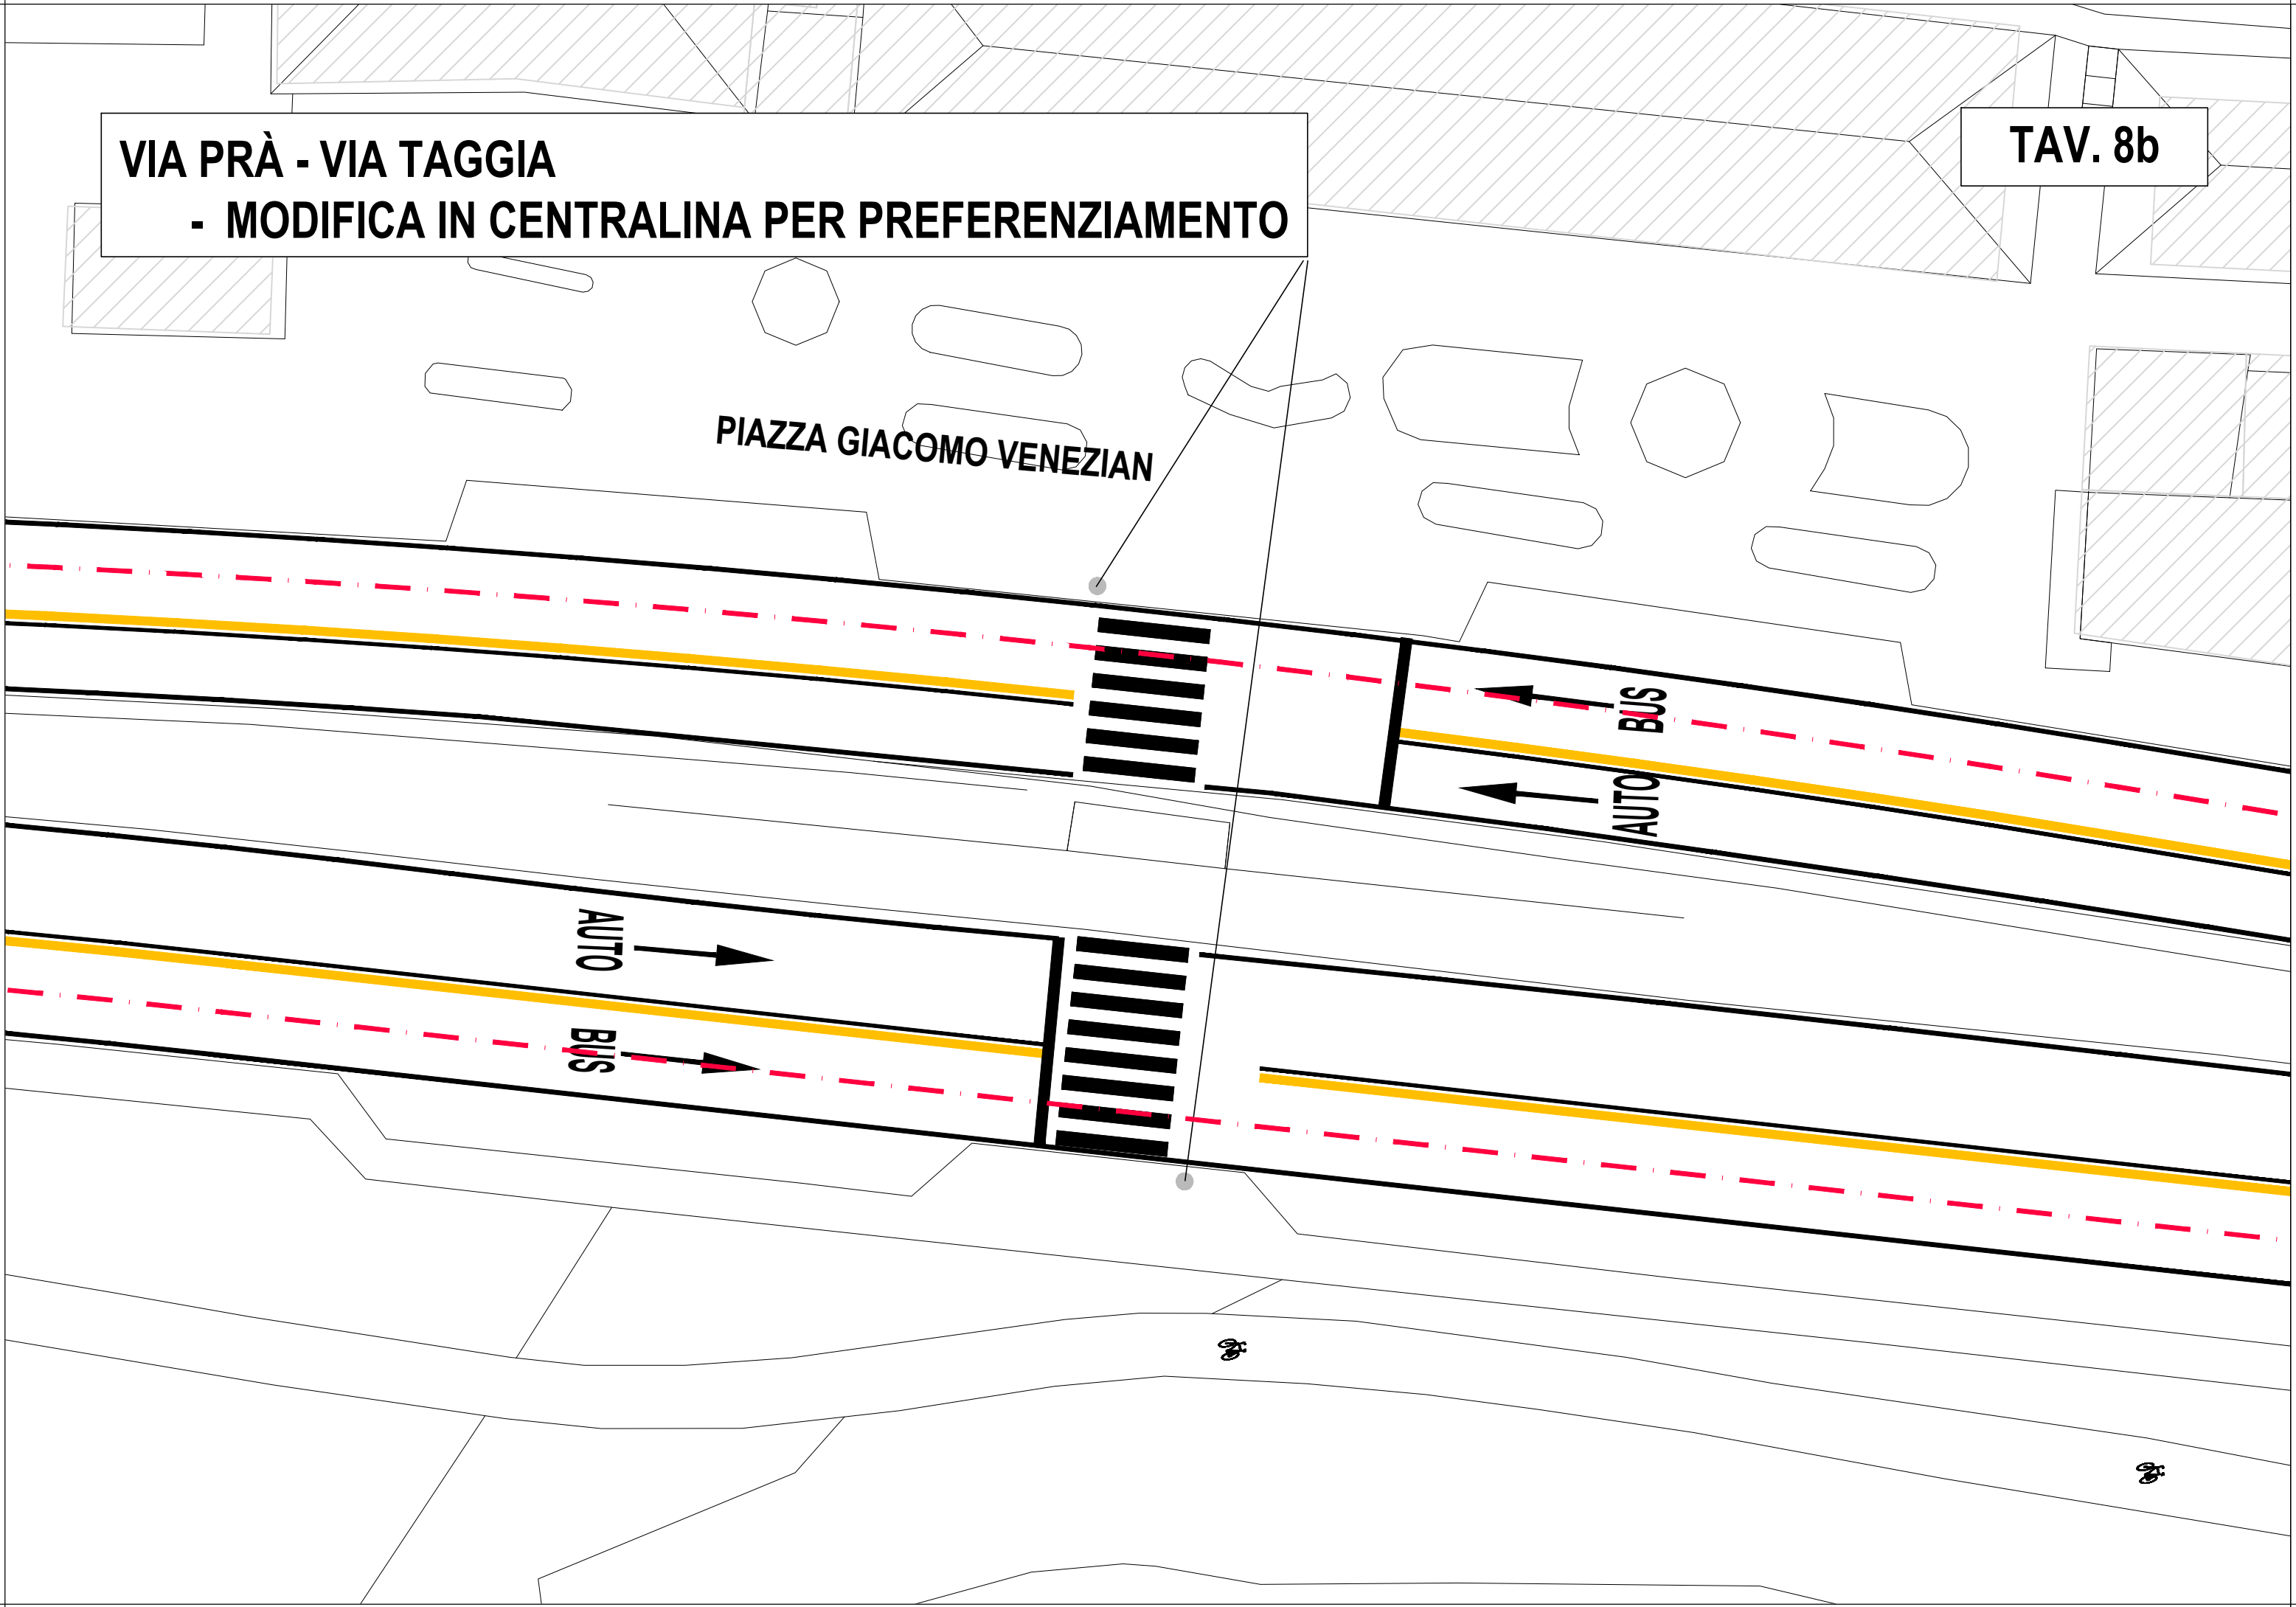 VIA PRÀ - VIA TAGGIA
- MODIFICA IN CENTRALINA PER PREFERENZIAMENTO
TAV. 8b
PIAZZA GIACOMO VENEZIAN
BUS
AUTO
AUTO
BUS